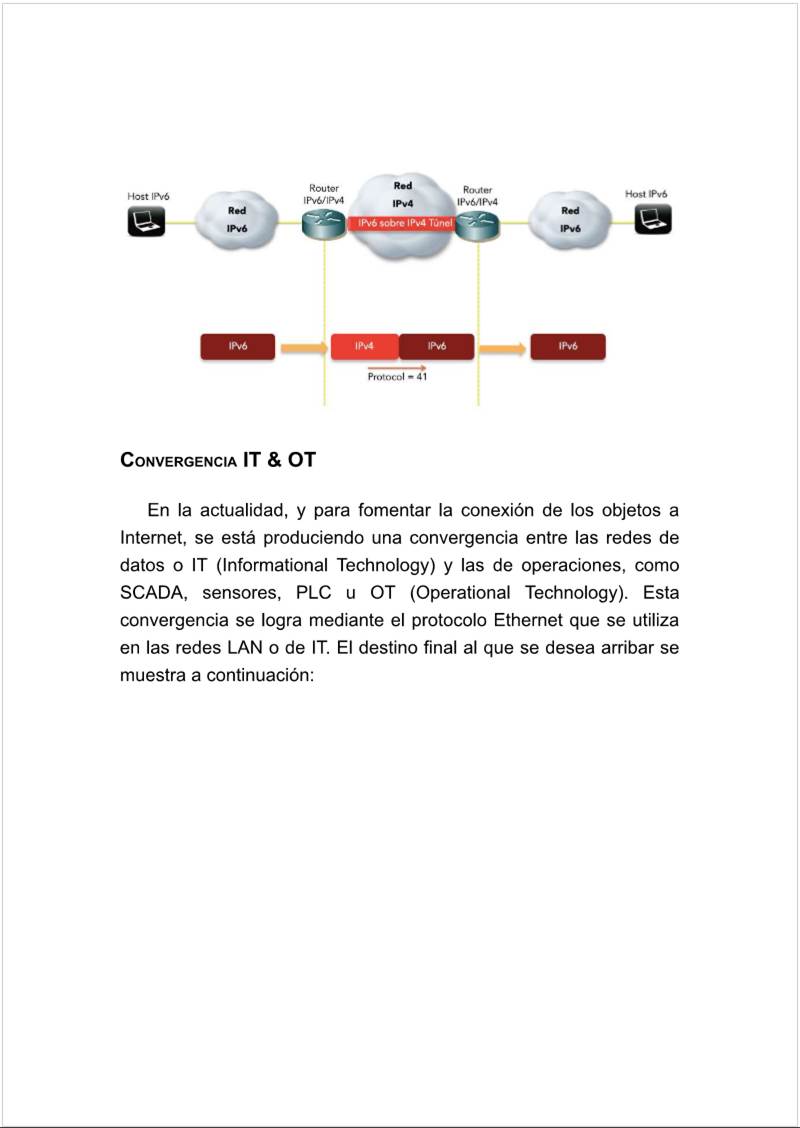 Host IPv6
Red
IPv6
Router
IPv6/IPv4
Red
IPv4
IPv6 sobre IPv4 Túnel
Router
IPv6/IPv4
Red
IPv6
Host IPv6
IPv6
IPv4
IPv6
IPv6
Protocol = 41
CONVERGENCIA IT & OT
En la actualidad, y para fomentar la conexión de los objetos a
Internet, se está produciendo una convergencia entre las redes de
datos o IT (Informational Technology) y las de operaciones, como
SCADA, sensores, PLC u OT (Operational Technology). Esta
convergencia se logra mediante el protocolo Ethernet que se utiliza
en las redes LAN o de IT. El destino final al que se desea arribar se
muestra a continuación: